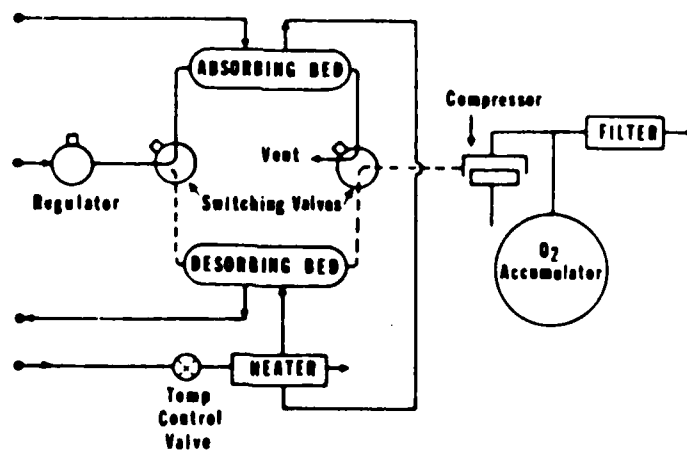 ABSORBING BED
Compressor
FILTER
Vent
Regulator
Switching Valves
DESORBING BED
O2
Accumulator
HEATER
Temp
Control
Valve